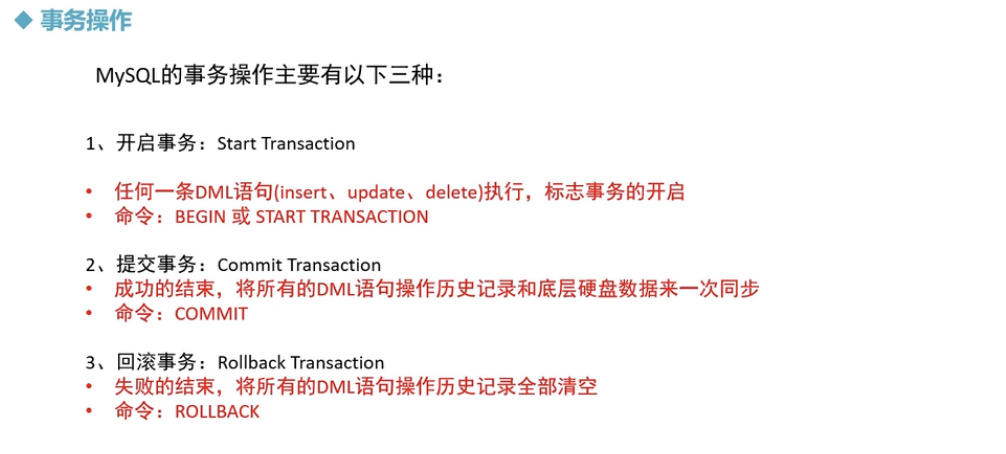 事务操作
MySQL的事务操作主要有以下三种：
1、开启事务：Start Transaction
• 任何一条DML语句(insert、update、delete)执行，标志事务的开启
• 命令：BEGIN 或 START TRANSACTION
2、提交事务：Commit Transaction
• 成功的结束，将所有的DML语句操作历史记录和底层硬盘数据来一次同步
• 命令：COMMIT
3、回滚事务：Rollback Transaction
• 失败的结束，将所有的DML语句操作历史记录全部清空
• 命令：ROLLBACK